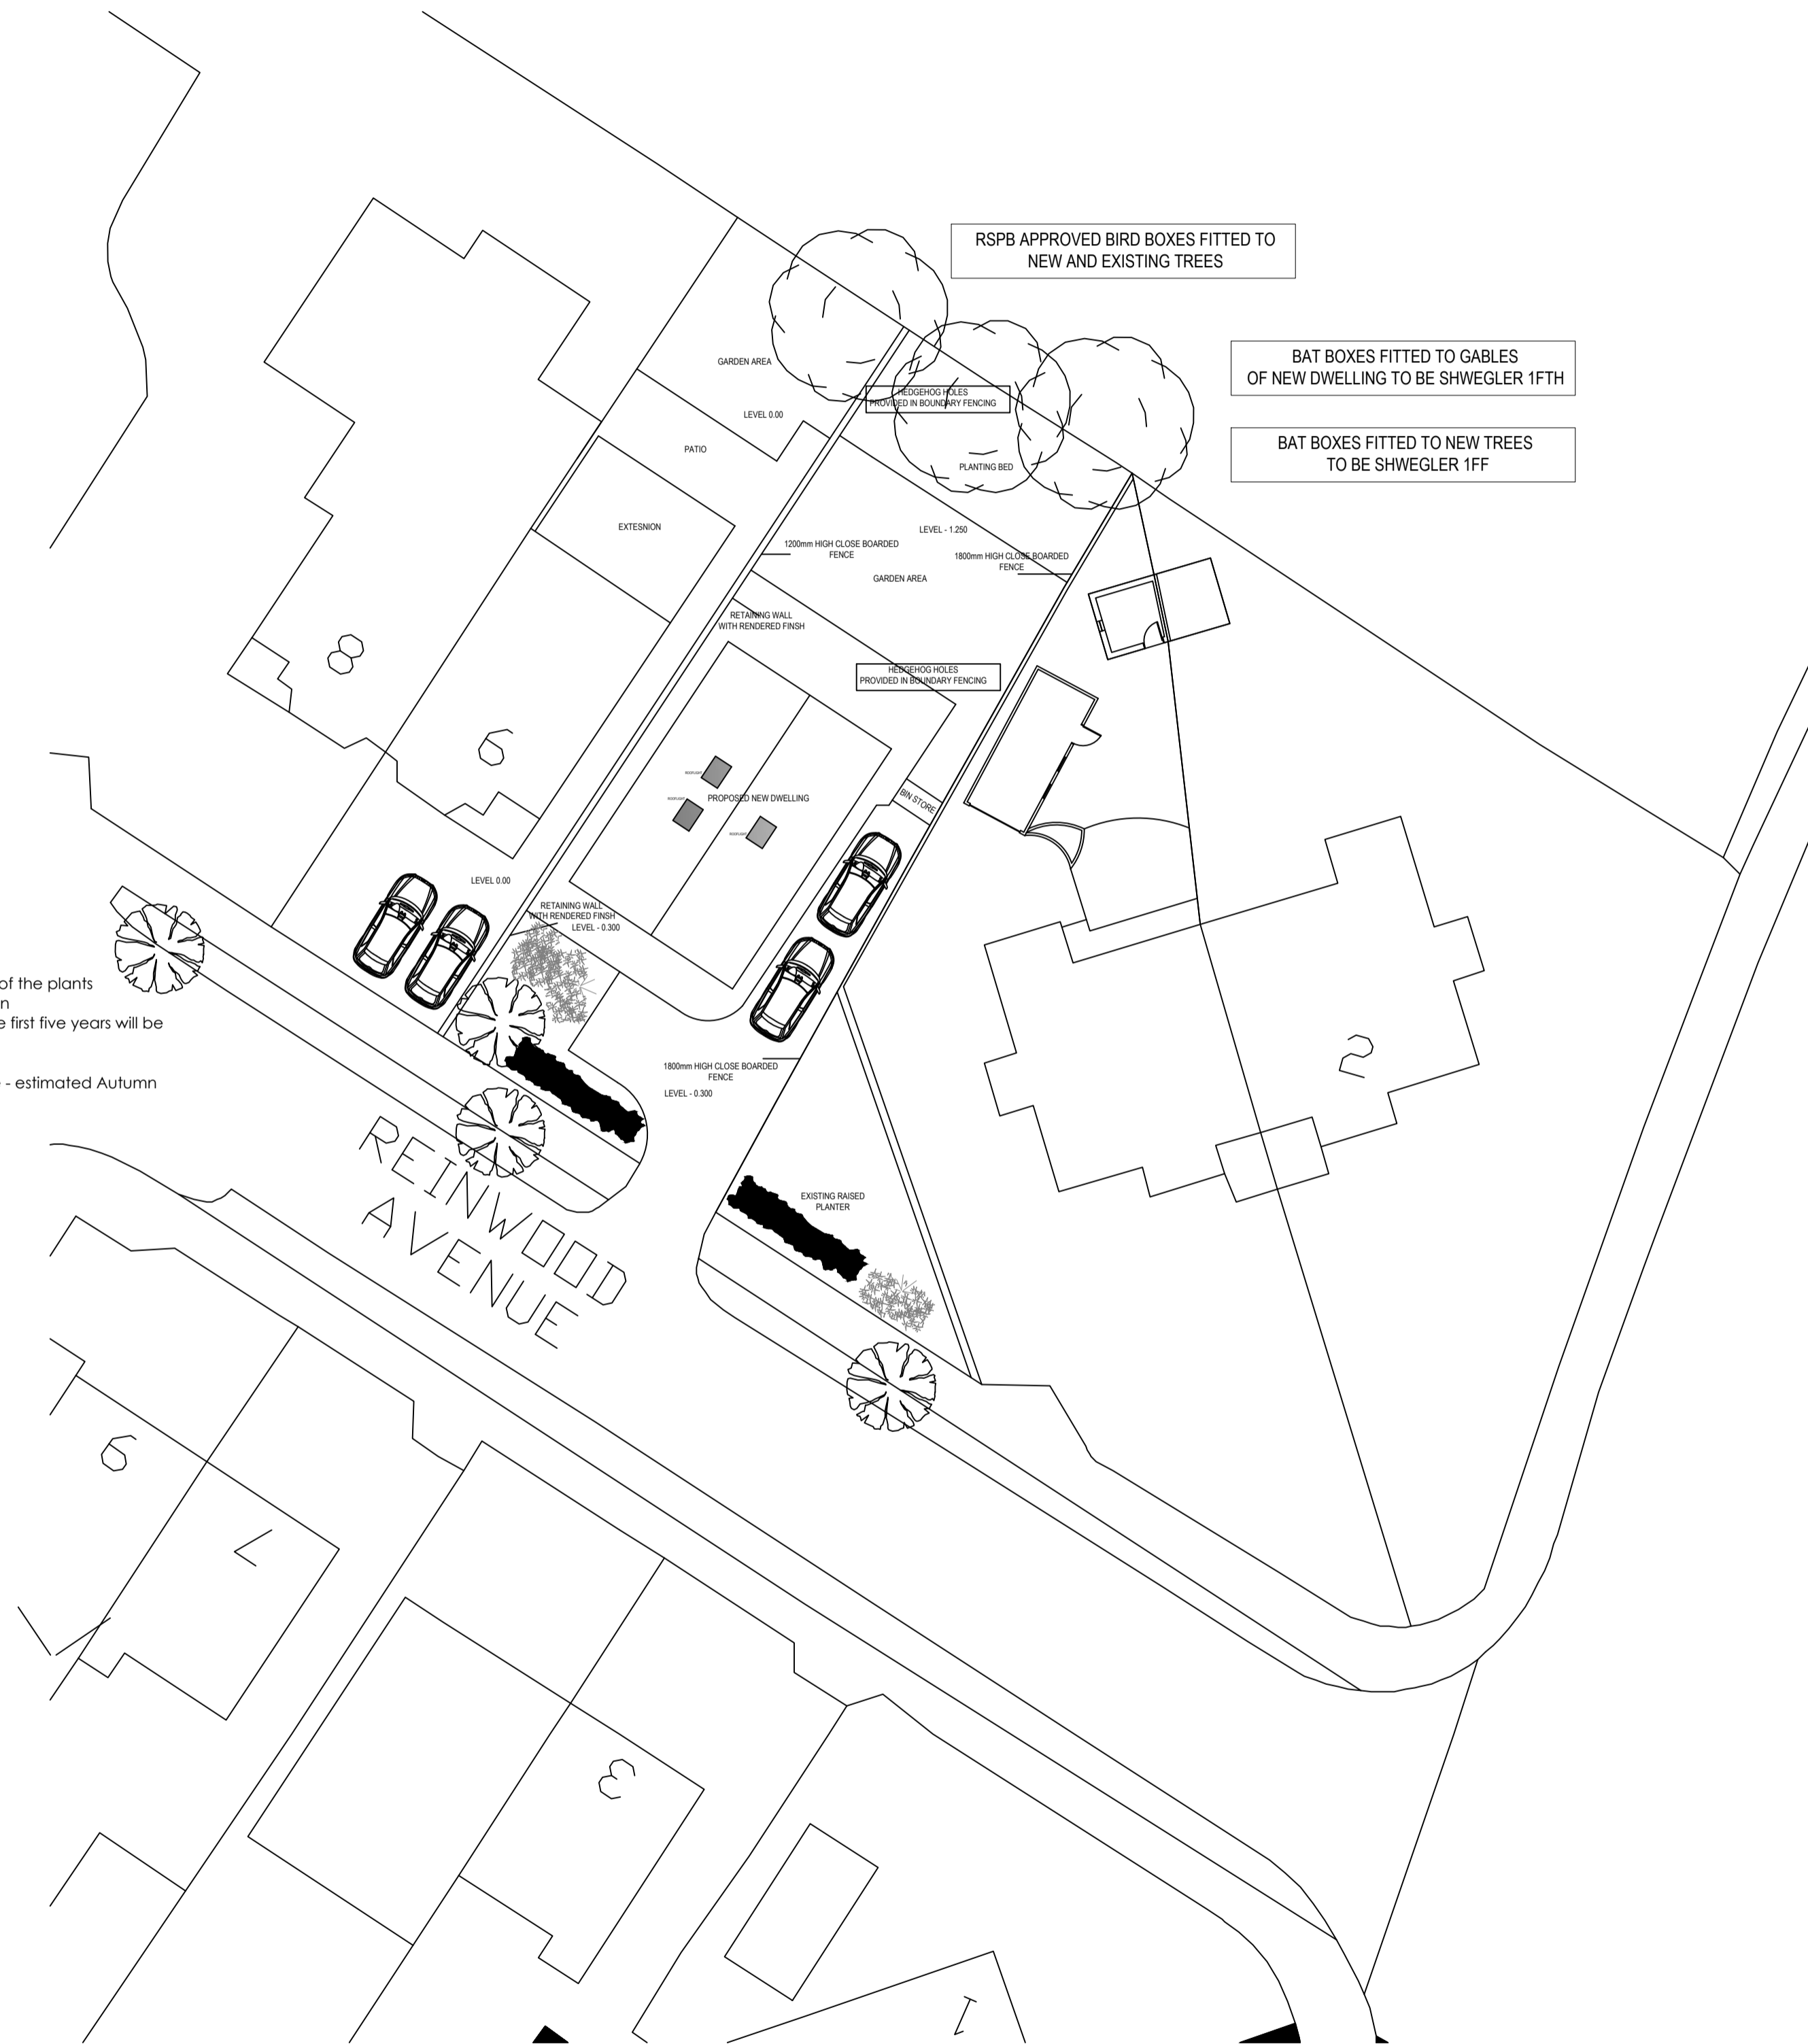 RSPB APPROVED BIRD BOXES FITTED TO
NEW AND EXISTING TREES
BAT BOXES FITTED TO GABLES
OF NEW DWELLING TO BE SHWEGLER 1FTH
BAT BOXES FITTED TO NEW TREES
TO BE SHWEGLER 1FF
GARDEN AREA
HEDGEHOG HOLES
PROVIDED IN BOUNDARY FENCING
LEVEL 0.00
PATIO
PLANTING BED
EXTESNION
LEVEL - 1.250
1200mm HIGH CLOSE BOARDED
FENCE
1800mm HIGH CLOSE BOARDED
FENCE
GARDEN AREA
RETAINING WALL
WITH RENDERED FINSH
8
HEDGEHOG HOLES
PROVIDED IN BOUNDARY FENCING
6
ROOFLIGHT
ROOFLIGHT
PROPOSED NEW DWELLING
BIN STORE
ROOFLIGHT
LEVEL 0.00
RETAINING WALL
WITH RENDERED FINSH
LEVEL - 0.300
of the plants
n
e first five years will be
- estimated Autumn
2
1800mm HIGH CLOSE BOARDED
FENCE
LEVEL - 0.300
REINWOOD
AVENUE
EXISTING RAISED
PLANTER
9
7
3
1